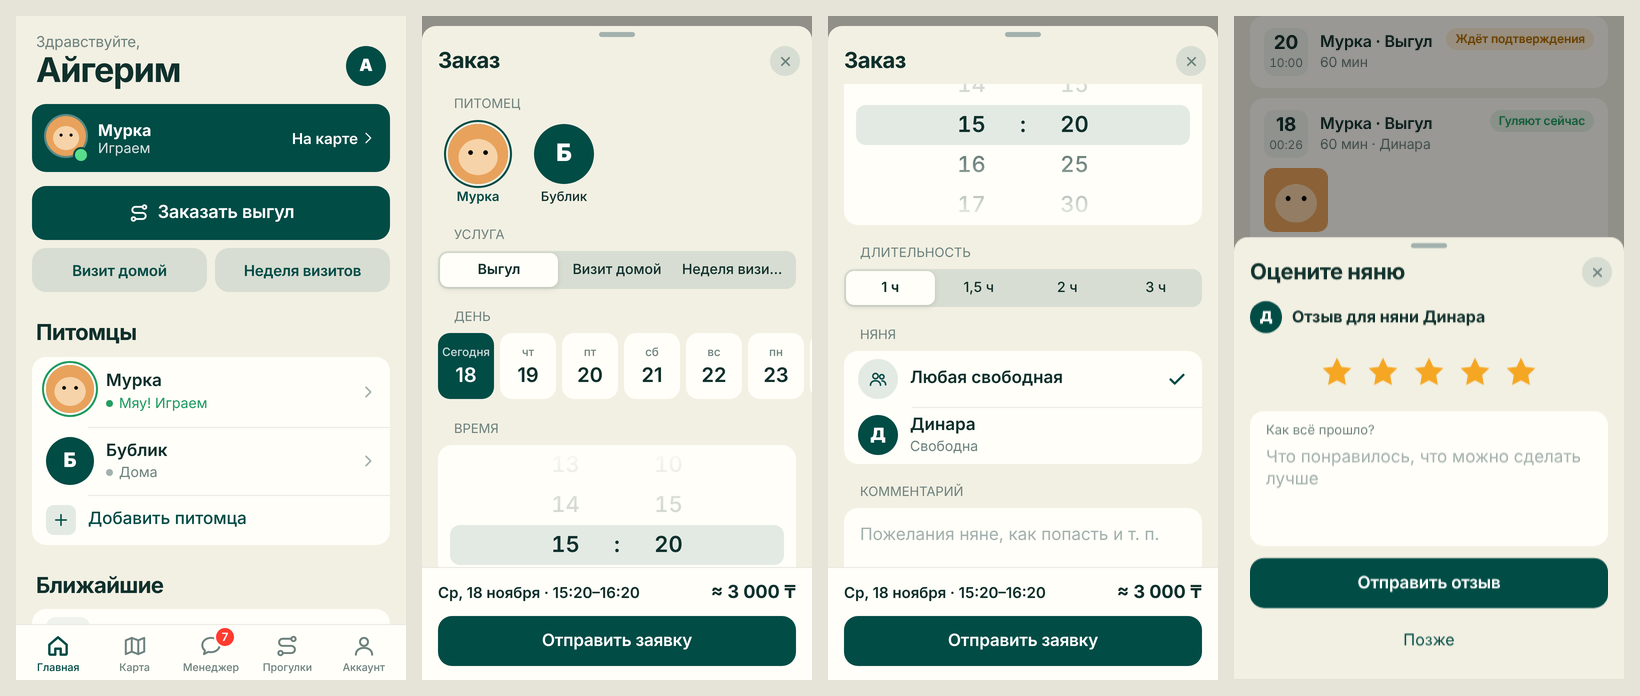 Здравствуйте,
Айгерим
А
Мурка
Играем
На карте
Заказать выгул
Визит домой
Неделя визитов
Питомцы
Мурка
Мяу! Играем
Б
Бублик
Дома
Добавить питомца
Ближайшие
7
Главная
Карта
Менеджер
Прогулки
Аккаунт
Заказ
ПИТОМЕЦ
Б
Мурка
Бублик
УСЛУГА
Выгул
Визит домой
Неделя визи...
ДЕНЬ
Сегодня
18
чт
19
пт
20
сб
21
вс
22
пн
23
ВРЕМЯ
13 10
14 15
15 : 20
Ср, 18 ноября · 15:20–16:20
≈ 3 000 ₸
Отправить заявку
Заказ
14 15
15 : 20
16 25
17 30
ДЛИТЕЛЬНОСТЬ
1 ч
1,5 ч
2 ч
3 ч
НЯНЯ
Любая свободная
Д
Динара
Свободна
КОММЕНТАРИЙ
Пожелания няне, как попасть и т. п.
Ср, 18 ноября · 15:20–16:20
≈ 3 000 ₸
Отправить заявку
20
10:00
Мурка · Выгул
60 мин
Ждёт подтверждения
18
00:26
Мурка · Выгул
60 мин · Динара
Гуляют сейчас
Оцените няню
Д
Отзыв для няни Динара
Как всё прошло?
Что понравилось, что можно сделать
лучше
Отправить отзыв
Позже